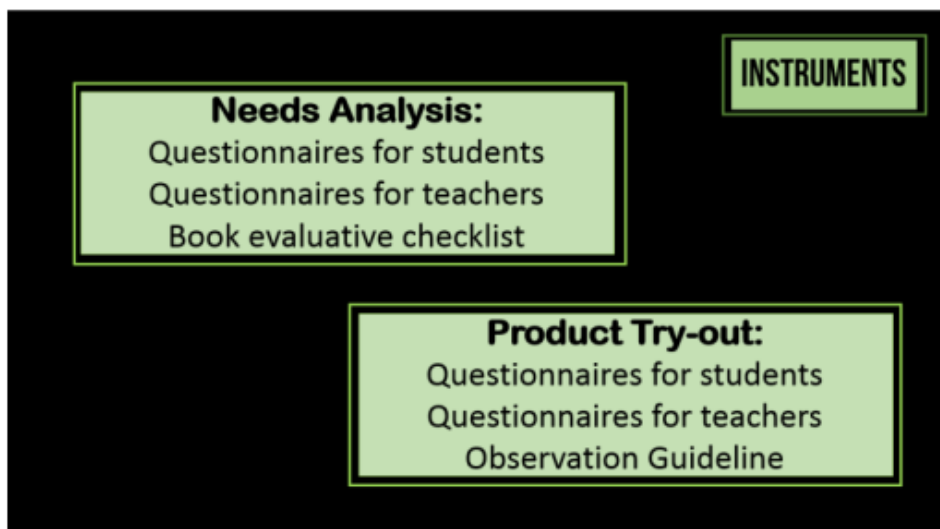 INSTRUMENTS
Needs Analysis:
Questionnaires for students
Questionnaires for teachers
Book evaluative checklist
Product Try-out:
Questionnaires for students
Questionnaires for teachers
Observation Guideline